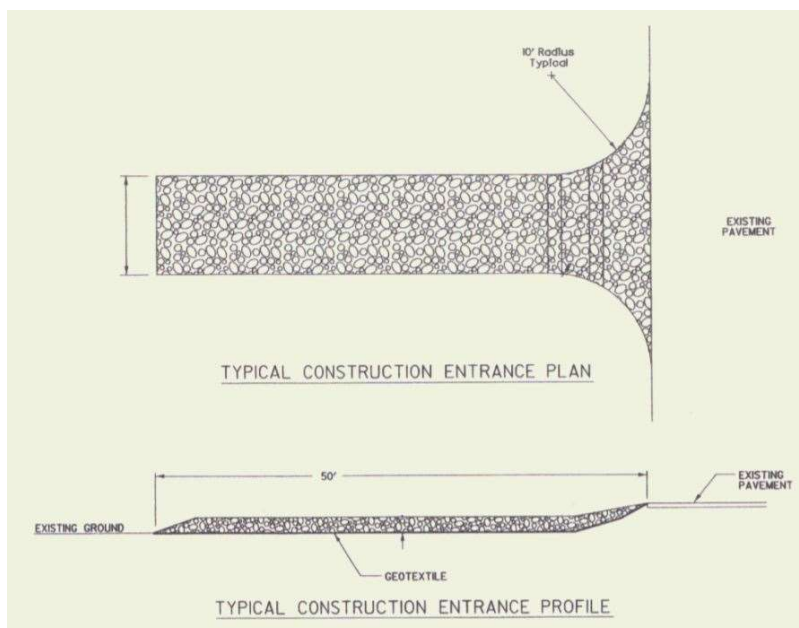 10' Radius
Typical
EXISTING
PAVEMENT
TYPICAL CONSTRUCTION ENTRANCE PLAN
50'
EXISTING
PAVEMENT
EXISTING GROUND
GEOTEXTILE
TYPICAL CONSTRUCTION ENTRANCE PROFILE